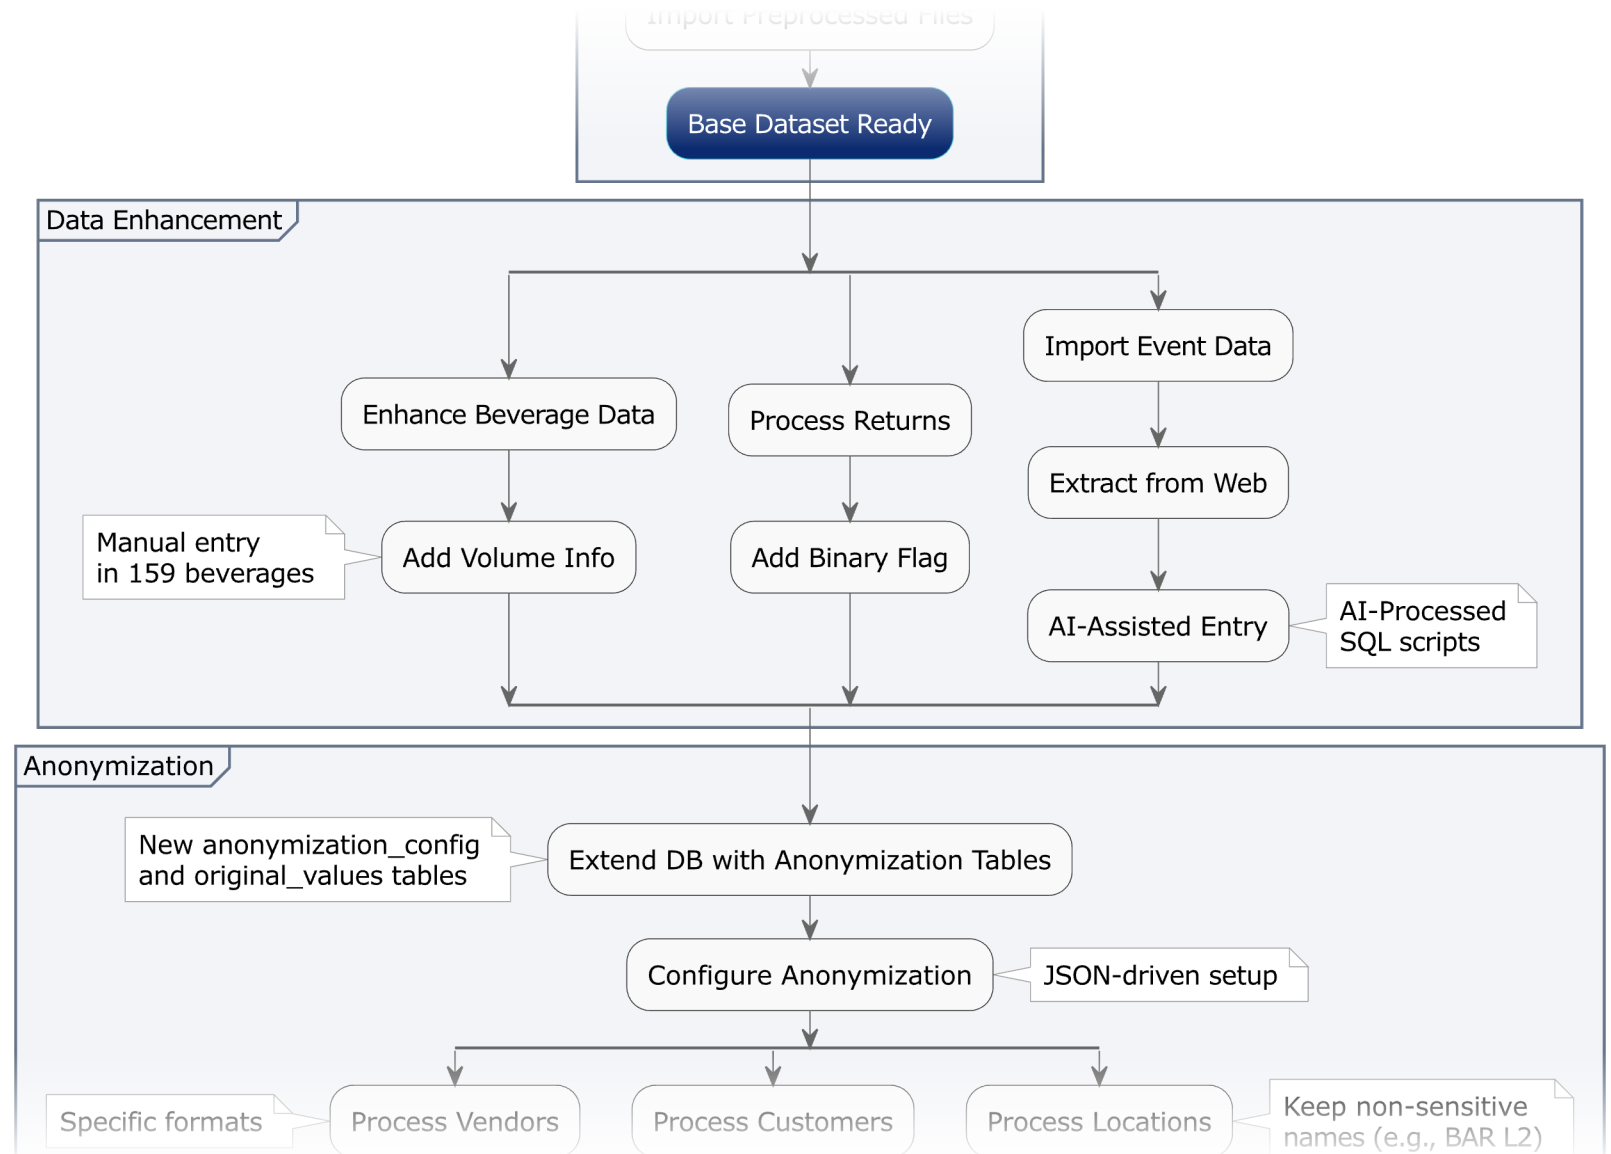 Import Preprocessed Files
Base Dataset Ready
Data Enhancement
Import Event Data
Enhance Beverage Data
Process Returns
Extract from Web
Manual entry
in 159 beverages
Add Volume Info
Add Binary Flag
AI-Assisted Entry
AI-Processed
SQL scripts
Anonymization
New anonymization_config
and original_values tables
Extend DB with Anonymization Tables
Configure Anonymization
JSON-driven setup
Specific formats
Process Vendors
Process Customers
Process Locations
Keep non-sensitive
names (e.g., BAR L2)